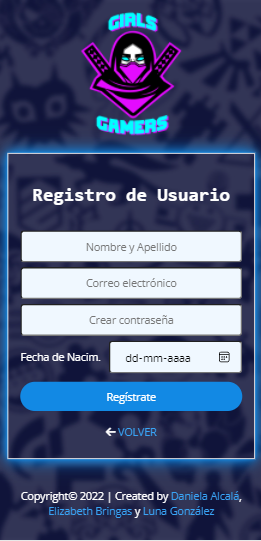 GIRLS
GAMERS
Registro de Usuario
Nombre y Apellido
Correo electrónico
Crear contraseña
Fecha de Nacim.
dd-mm-aaaa
Regístrate
VOLVER
Copyright© 2022 | Created by Daniela Alcalá,
Elizabeth Bringas y Luna González